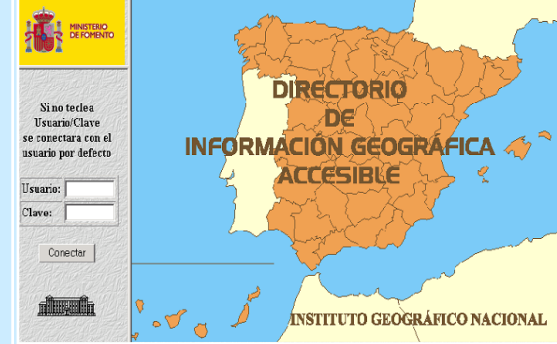 MINISTERIO
DE FOMENTO
Si no teclea
Usuario/Clave
se conectara con el
usuario por defecto
Usuario:
Clave:
Conectar
DIRECTORIO
DE
INFORMACIÓN GEOGRÁFICA
ACCESIBLE
INSTITUTO GEOGRÁFICO NACIONAL